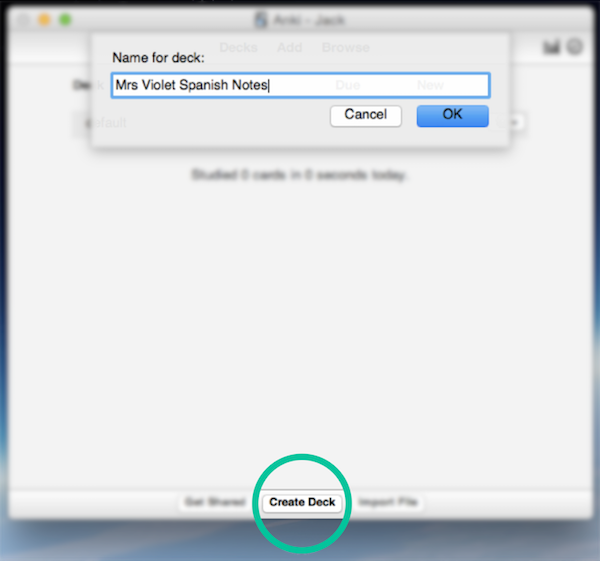 Anki - Jack
Decks Add Browse
Name for deck:
Deck Due New
Mrs Violet Spanish Notes
Cancel OK
default
Studied 0 cards in 0 seconds today.
Get Shared Create Deck Import File